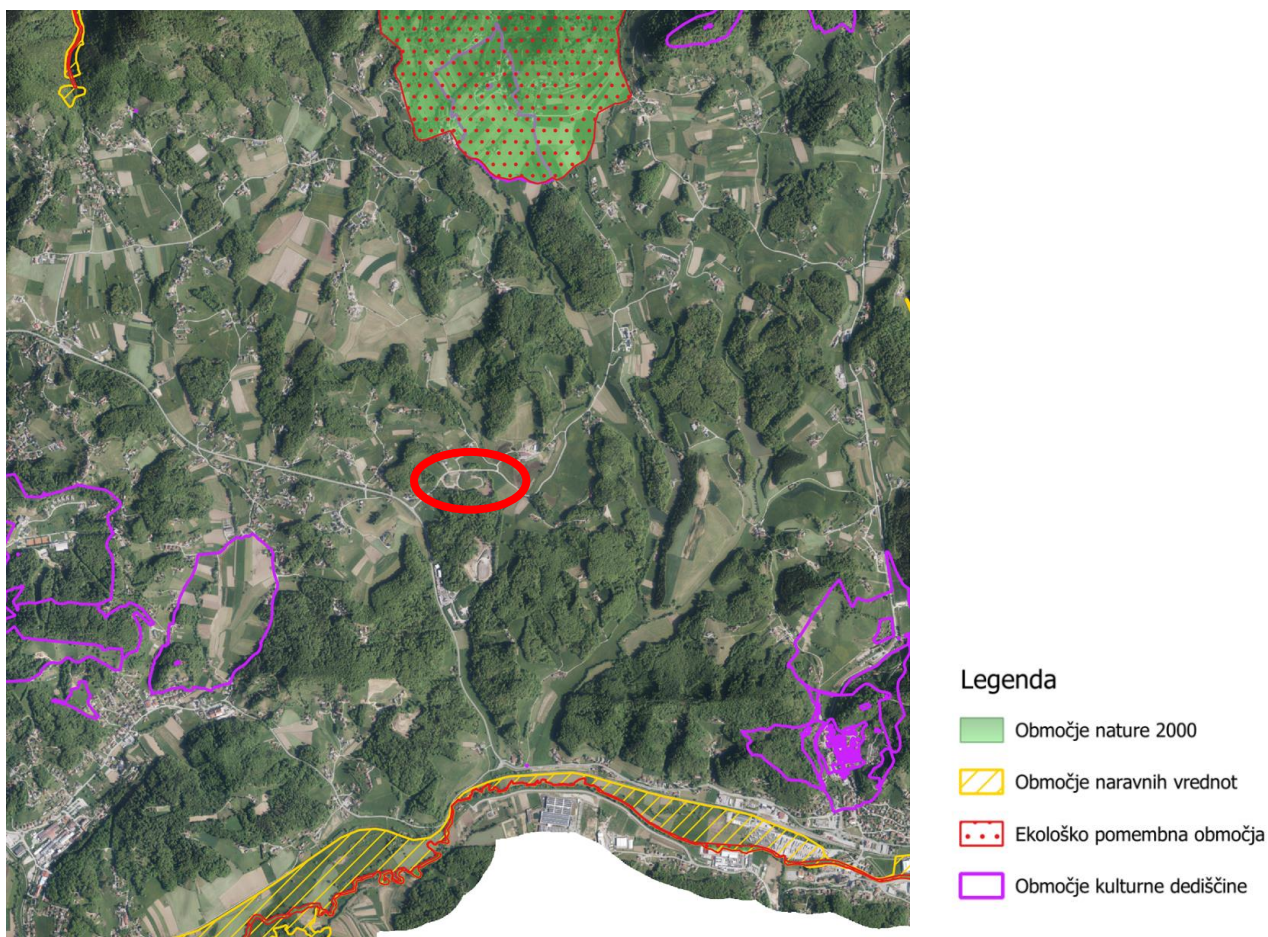 Legenda
Območje nature 2000
Območje naravnih vrednot
Ekološko pomembna območja
Območje kulturne dediščine